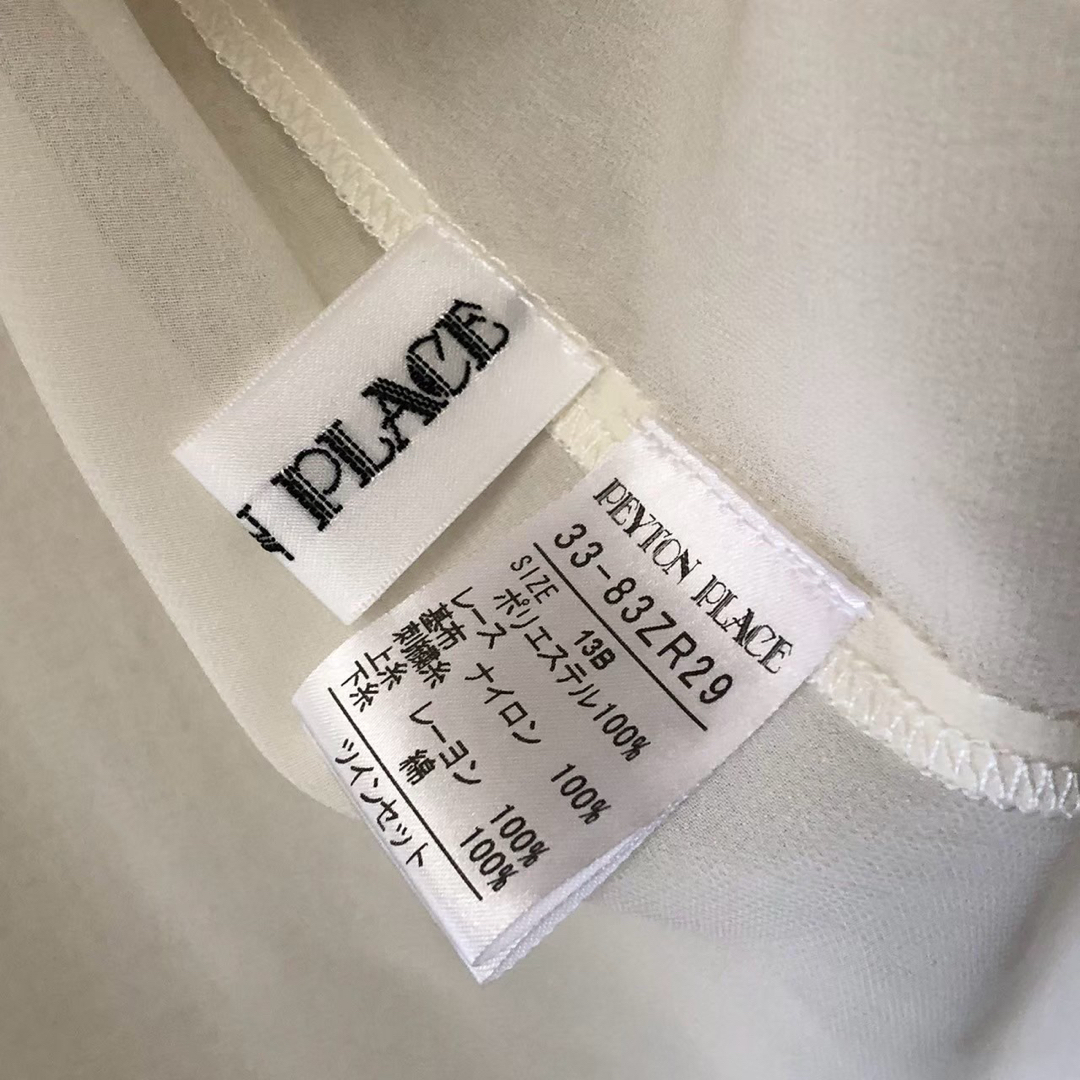 PLACE
PEYTON PLACE
33-83ZR29
SIZE 13B
ポリエステル100%
レース ナイロン 100%
基布
刺繍糸
上糸 レーヨン 100%
下糸 綿 100%
ツインセット